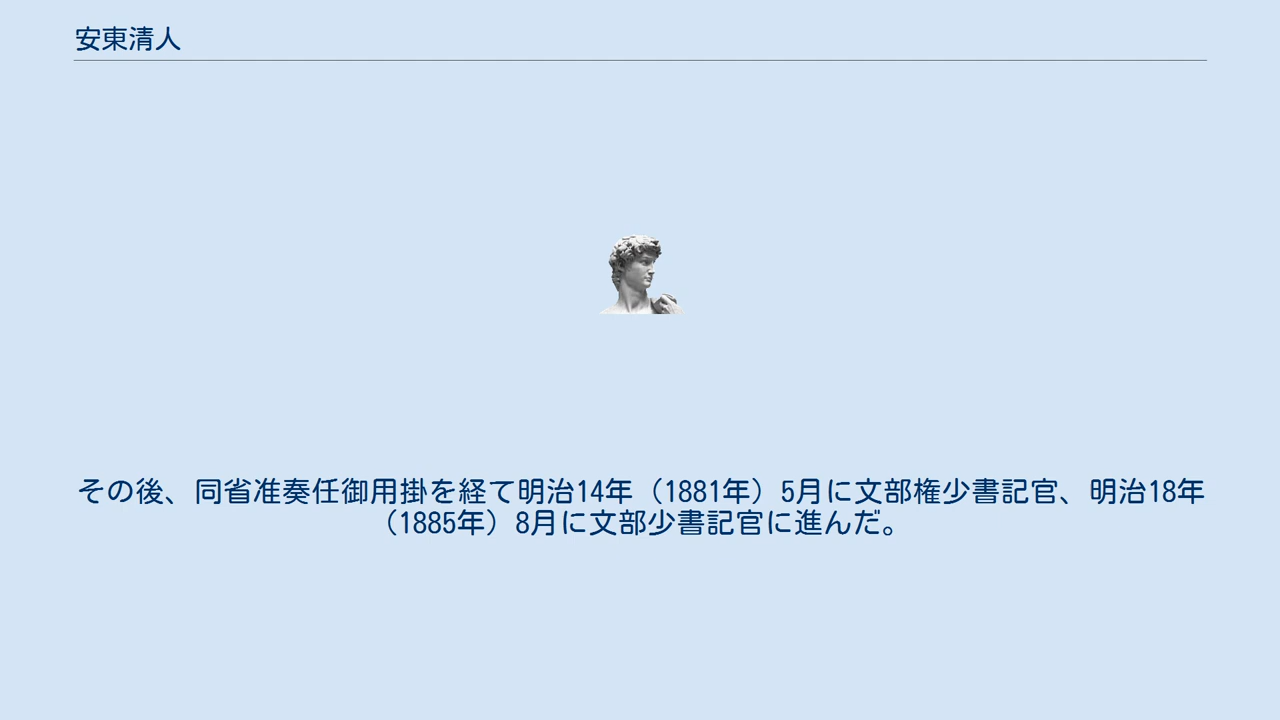 安東清人
その後、同省准奏任御用掛を経て明治14年（1881年）5月に文部権少書記官、明治18年
（1885年）8月に文部少書記官に進んだ。